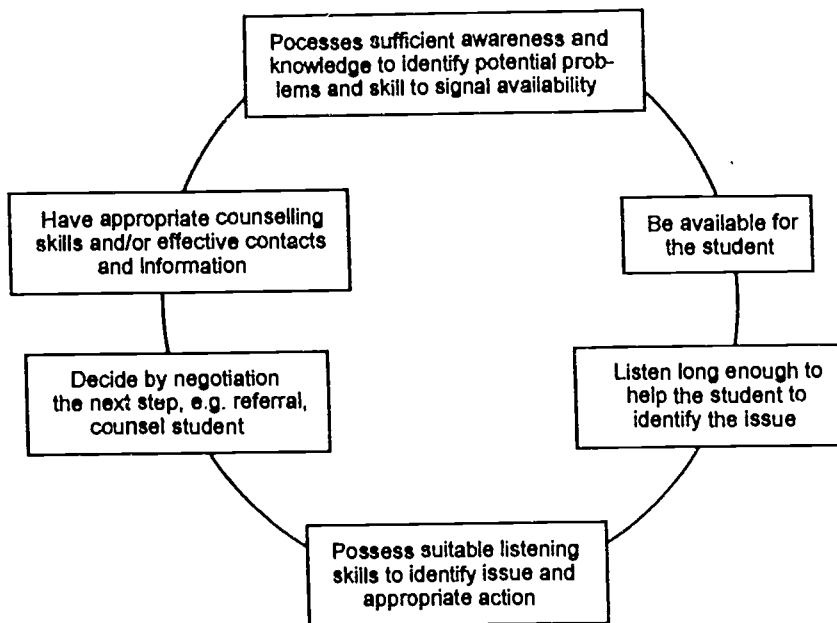 Pocesses sufficient awareness and
knowledge to identify potential prob-
lems and skill to signal availability
Be available for
the student
Listen long enough to
help the student to
identify the issue
Possess suitable listening
skills to identify issue and
appropriate action
Decide by negotiation
the next step, e.g. referral,
counsel student
Have appropriate counselling
skills and/or effective contacts
and Information